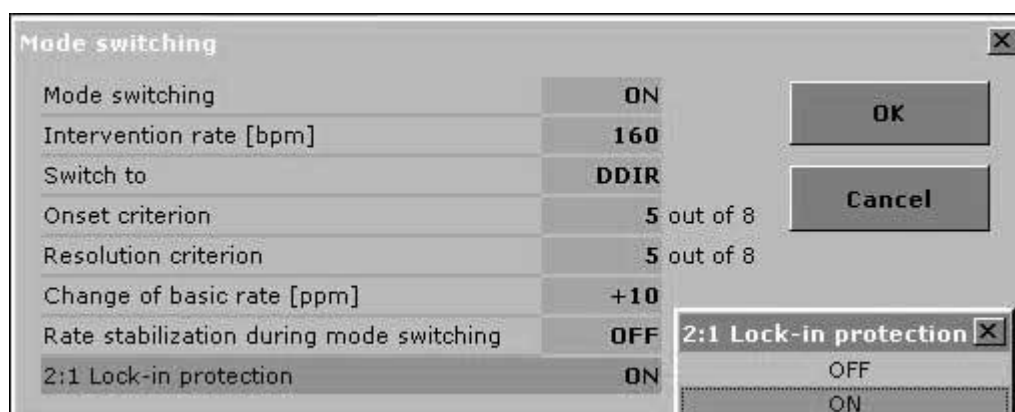 Mode switching
Mode switching ON
OK
Intervention rate [bpm] 160
Switch to DDIR
Cancel
Onset criterion 5 out of 8
Resolution criterion 5 out of 8
Change of basic rate [ppm] +10
Rate stabilization during mode switching OFF
2:1 Lock-in protection ON
2:1 Lock-in protection
OFF
ON